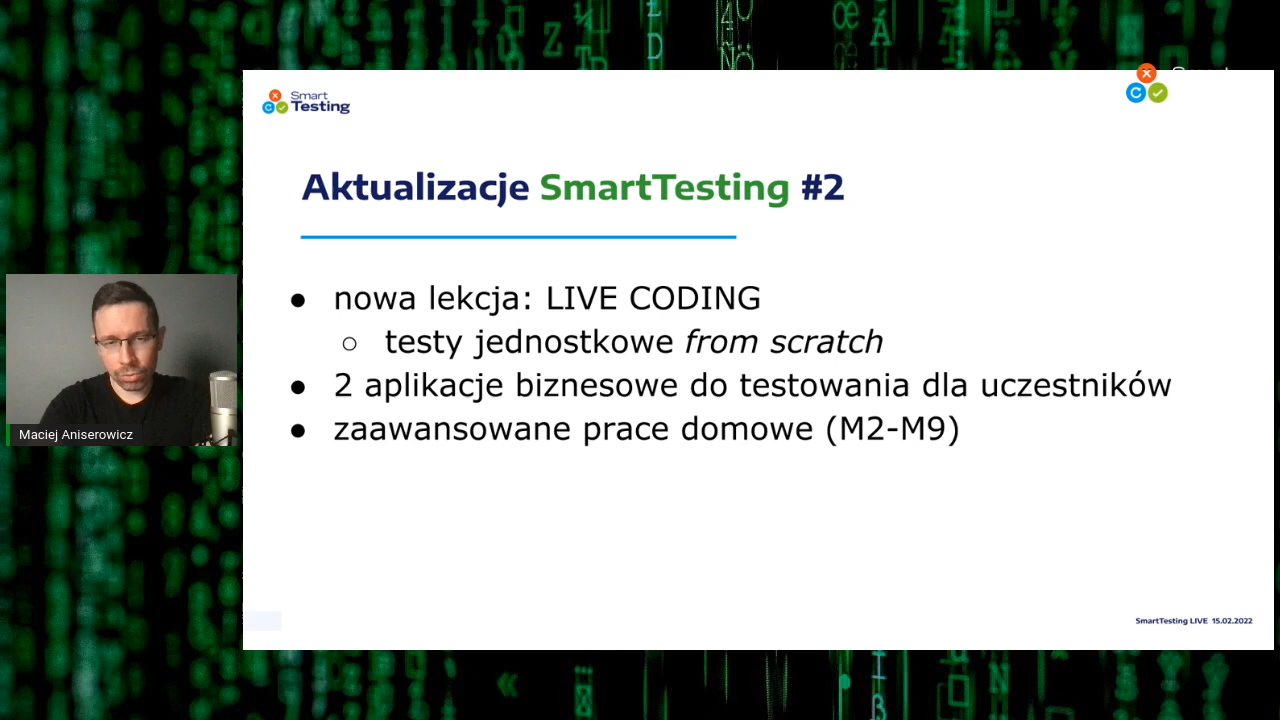 Smart
Testing
Aktualizacje SmartTesting #2
● nowa lekcja: LIVE CODING
○ testy jednostkowe from scratch
● 2 aplikacje biznesowe do testowania dla uczestników
● zaawansowane prace domowe (M2-M9)
Maciej Aniserowicz
SmartTesting LIVE 15.02.2022